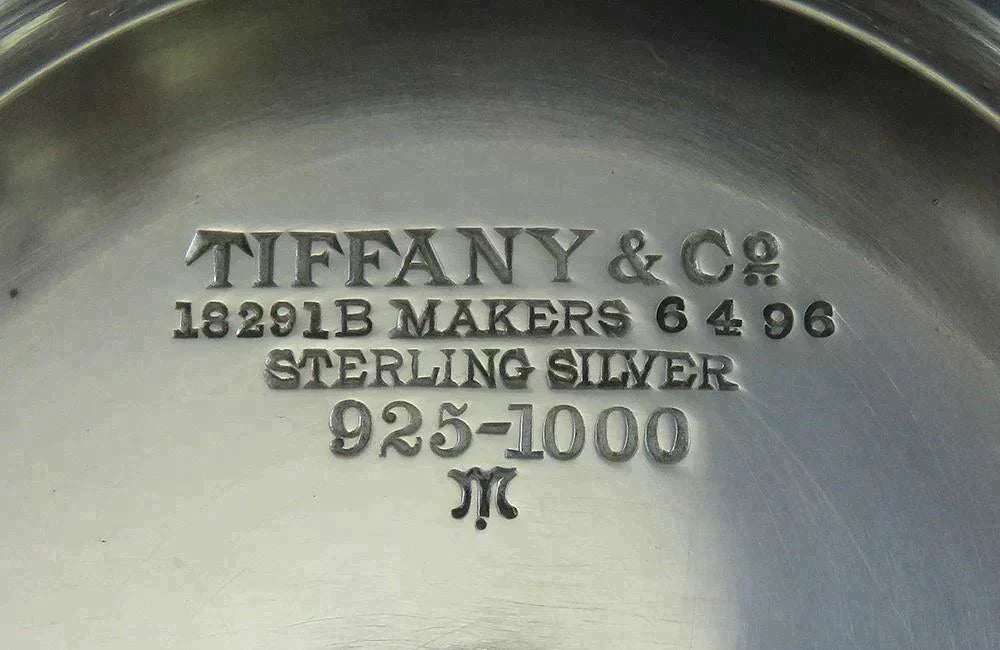 TIFFANY & Cº
18291B MAKERS 6496
STERLING SILVER
925-1000
M